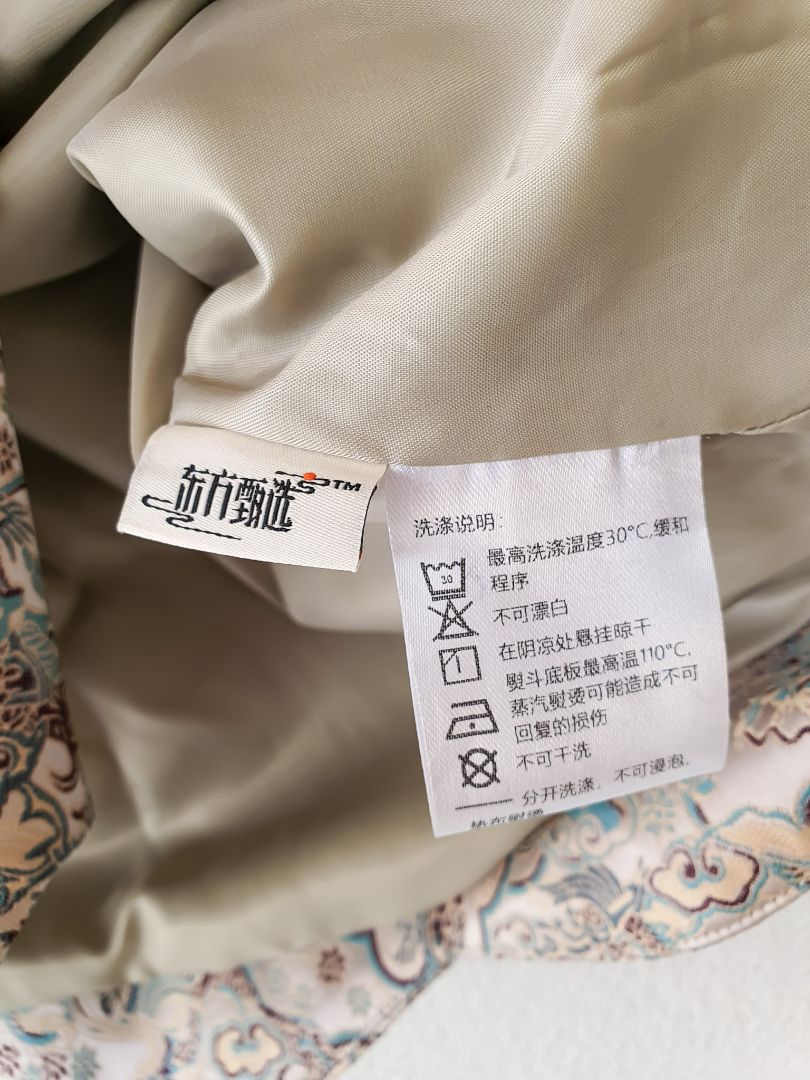 东方甄选™
洗涤说明：
最高洗涤温度30°C,缓和
程序
30
不可漂白
在阴凉处悬挂晾干
熨斗底板最高温110°C,
蒸汽熨烫可能造成不可
回复的损伤
不可干洗
分开洗涤，不可浸泡，